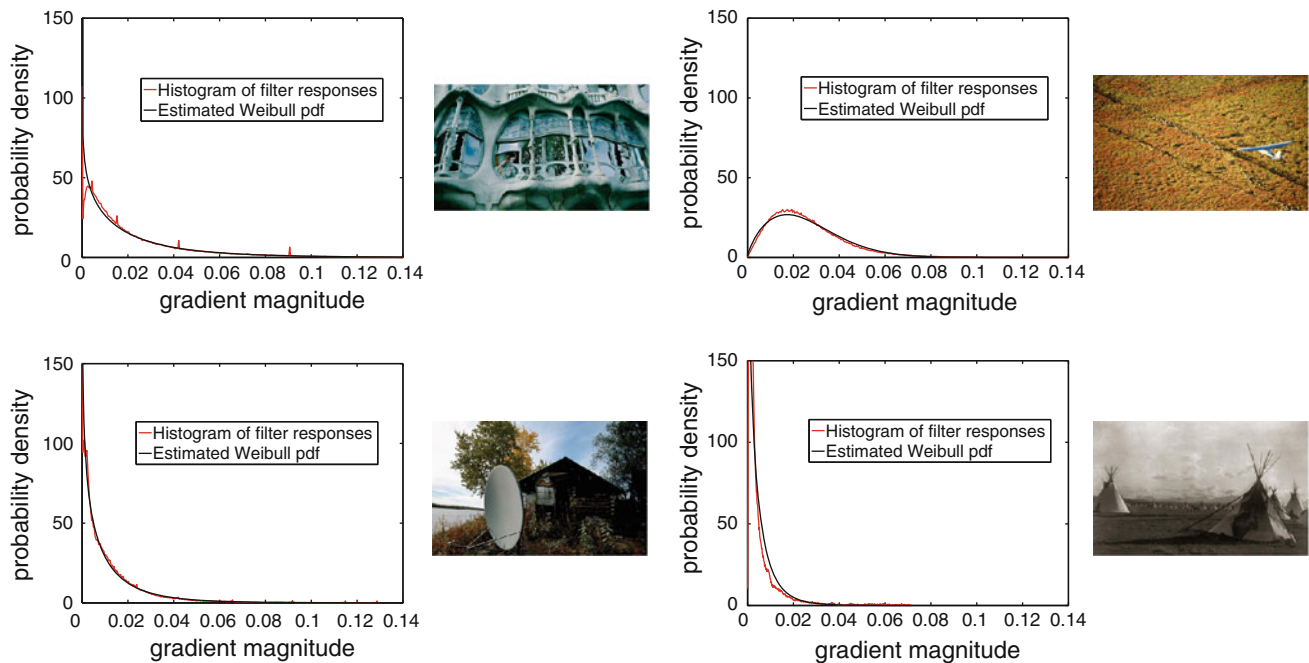 150
100
50
0
probability density
Histogram of filter responses
Estimated Weibull pdf
0 0.02 0.04 0.06 0.08 0.1 0.12 0.14
gradient magnitude
150
100
50
0
probability density
Histogram of filter responses
Estimated Weibull pdf
0 0.02 0.04 0.06 0.08 0.1 0.12 0.14
gradient magnitude
150
100
50
0
probability density
Histogram of filter responses
Estimated Weibull pdf
0 0.02 0.04 0.06 0.08 0.1 0.12 0.14
gradient magnitude
150
100
50
0
probability density
Histogram of filter responses
Estimated Weibull pdf
0 0.02 0.04 0.06 0.08 0.1 0.12 0.14
gradient magnitude